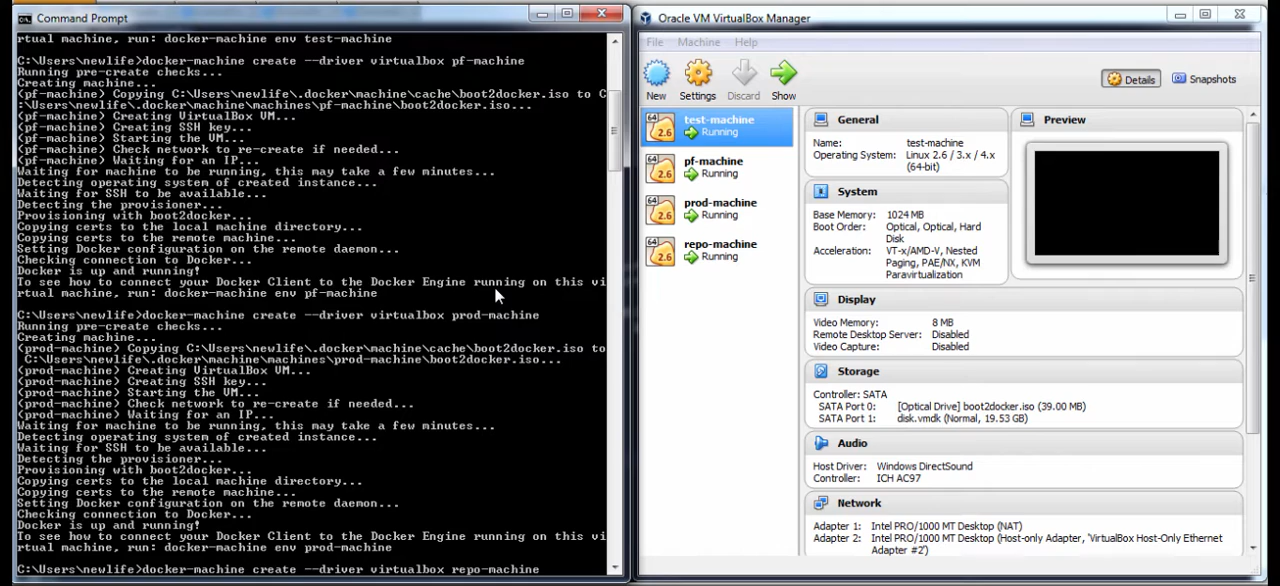 Command Prompt
rtual machine, run: docker-machine env test-machine
C:\Users\newlife>docker-machine create --driver virtualbox pf-machine
Running pre-create checks...
Creating machine...
(pf-machine) Copying C:\Users\newlife\.docker\machine\cache\boot2docker.iso to C
:\Users\newlife\.docker\machine\machines\pf-machine\boot2docker.iso...
(pf-machine) Creating VirtualBox VM...
(pf-machine) Creating SSH key...
(pf-machine) Starting the VM...
(pf-machine) Check network to re-create if needed...
(pf-machine) Waiting for an IP...
Waiting for machine to be running, this may take a few minutes...
Detecting operating system of created instance...
Waiting for SSH to be available...
Detecting the provisioner...
Provisioning with boot2docker...
Copying certs to the local machine directory...
Copying certs to the remote machine...
Setting Docker configuration on the remote daemon...
Checking connection to Docker...
Docker is up and running!
To see how to connect your Docker Client to the Docker Engine running on this vi
rtual machine, run: docker-machine env pf-machine
C:\Users\newlife>docker-machine create --driver virtualbox prod-machine
Running pre-create checks...
Creating machine...
(prod-machine) Copying C:\Users\newlife\.docker\machine\cache\boot2docker.iso to
C:\Users\newlife\.docker\machine\machines\prod-machine\boot2docker.iso...
(prod-machine) Creating VirtualBox VM...
(prod-machine) Creating SSH key...
(prod-machine) Starting the VM...
(prod-machine) Check network to re-create if needed...
(prod-machine) Waiting for an IP...
Waiting for machine to be running, this may take a few minutes...
Detecting operating system of created instance...
Waiting for SSH to be available...
Detecting the provisioner...
Provisioning with boot2docker...
Copying certs to the local machine directory...
Copying certs to the remote machine...
Setting Docker configuration on the remote daemon...
Checking connection to Docker...
Docker is up and running!
To see how to connect your Docker Client to the Docker Engine running on this vi
rtual machine, run: docker-machine env prod-machine
C:\Users\newlife>docker-machine create --driver virtualbox repo-machine
Oracle VM VirtualBox Manager
File Machine Help
New Settings Discard Show
Details Snapshots
64 2.6 test-machine
Running
64 2.6 pf-machine
Running
64 2.6 prod-machine
Running
64 2.6 repo-machine
Running
General
Name: test-machine
Operating System: Linux 2.6 / 3.x / 4.x
(64-bit)
Preview
System
Base Memory: 1024 MB
Boot Order: Optical, Optical, Hard
Disk
Acceleration: VT-x/AMD-V, Nested
Paging, PAE/NX, KVM
Paravirtualization
Display
Video Memory: 8 MB
Remote Desktop Server: Disabled
Video Capture: Disabled
Storage
Controller: SATA
SATA Port 0: [Optical Drive] boot2docker.iso (39.00 MB)
SATA Port 1: disk.vmdk (Normal, 19.53 GB)
Audio
Host Driver: Windows DirectSound
Controller: ICH AC97
Network
Adapter 1: Intel PRO/1000 MT Desktop (NAT)
Adapter 2: Intel PRO/1000 MT Desktop (Host-only Adapter, 'VirtualBox Host-Only Ethernet
Adapter #2')